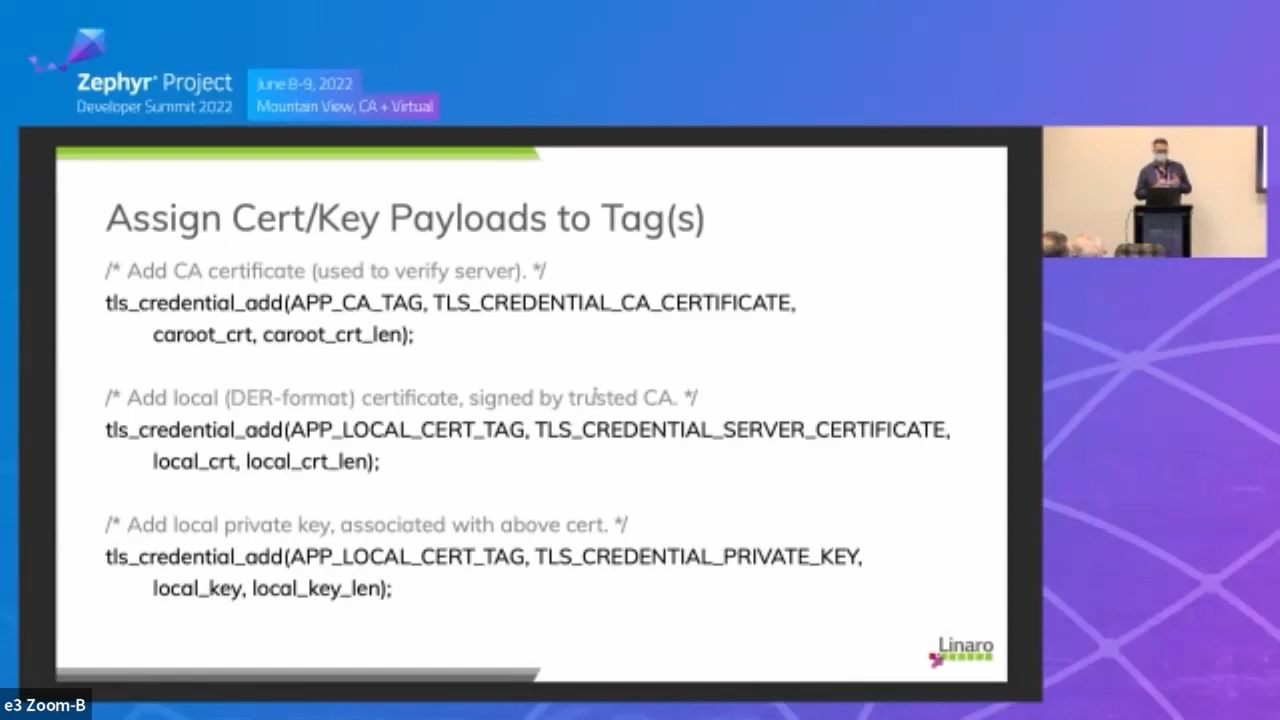 Zephyr® Project
Developer Summit 2022
June 8-9, 2022
Mountain View, CA + Virtual
Assign Cert/Key Payloads to Tag(s)
/* Add CA certificate (used to verify server). */
tls_credential_add(APP_CA_TAG, TLS_CREDENTIAL_CA_CERTIFICATE,
caroot_crt, caroot_crt_len);
/* Add local (DER-format) certificate, signed by trusted CA. */
tls_credential_add(APP_LOCAL_CERT_TAG, TLS_CREDENTIAL_SERVER_CERTIFICATE,
local_crt, local_crt_len);
/* Add local private key, associated with above cert. */
tls_credential_add(APP_LOCAL_CERT_TAG, TLS_CREDENTIAL_PRIVATE_KEY,
local_key, local_key_len);
Linaro
e3 Zoom-B